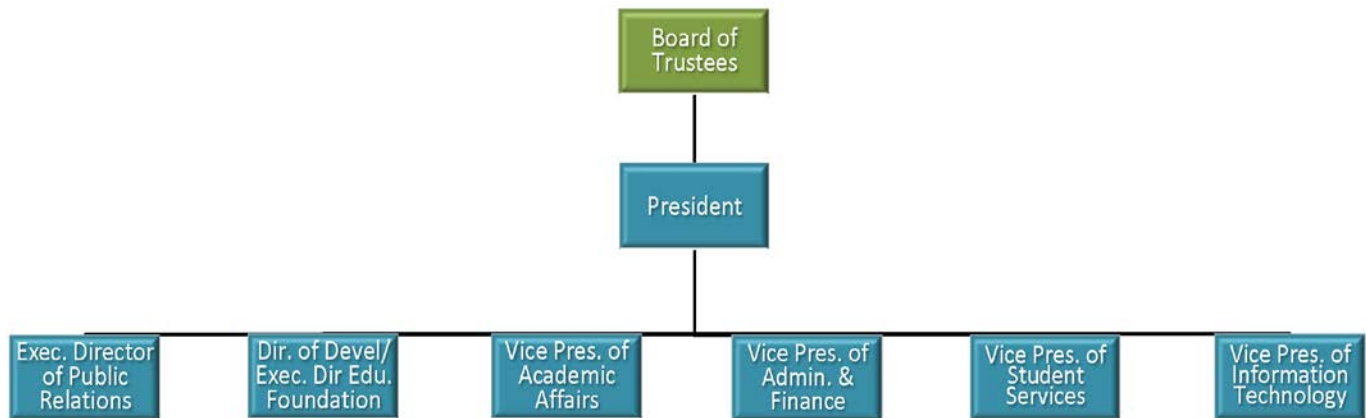 Board of
Trustees
President
Exec. Director
of Public
Relations
Dir. of Devel/
Exec. Dir Edu.
Foundation
Vice Pres. of
Academic
Affairs
Vice Pres. of
Admin. &
Finance
Vice Pres. of
Student
Services
Vice Pres. of
Information
Technology